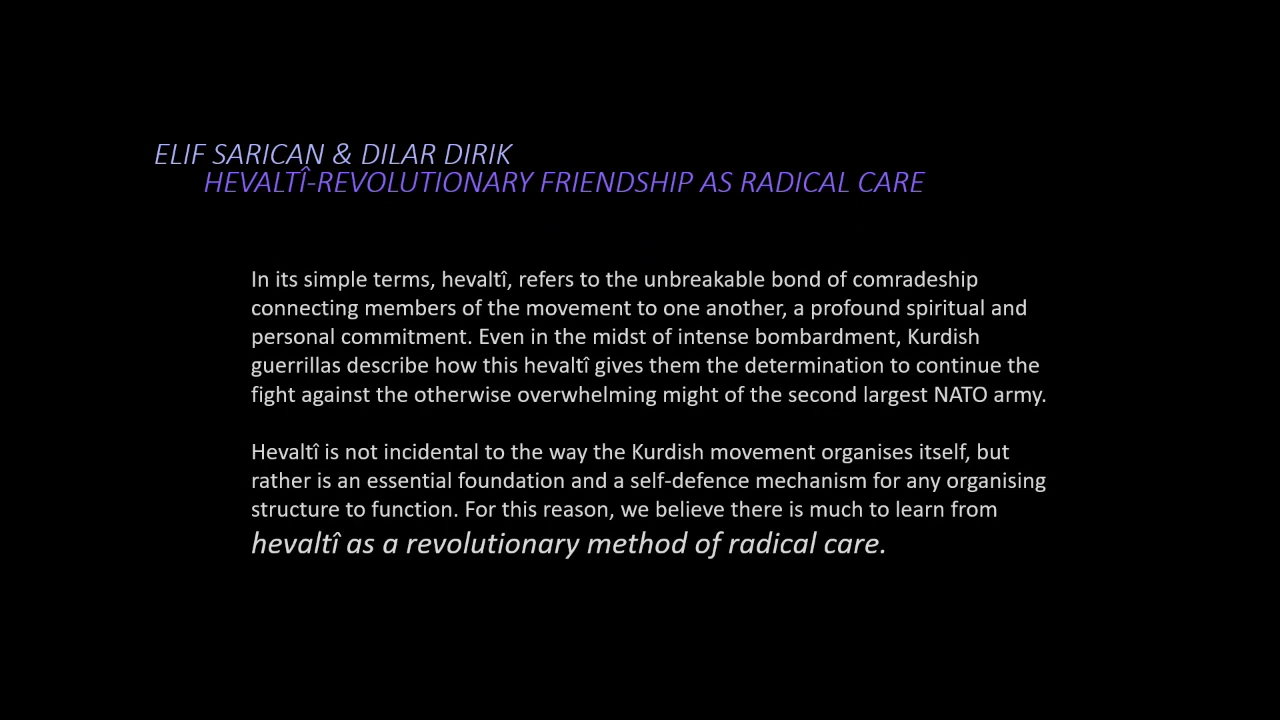 ELIF SARICAN & DILAR DIRIK
HEVALTÎ-REVOLUTIONARY FRIENDSHIP AS RADICAL CARE
In its simple terms, hevaltî, refers to the unbreakable bond of comradeship
connecting members of the movement to one another, a profound spiritual and
personal commitment. Even in the midst of intense bombardment, Kurdish
guerrillas describe how this hevaltî gives them the determination to continue the
fight against the otherwise overwhelming might of the second largest NATO army.
Hevaltî is not incidental to the way the Kurdish movement organises itself, but
rather is an essential foundation and a self-defence mechanism for any organising
structure to function. For this reason, we believe there is much to learn from
hevaltî as a revolutionary method of radical care.